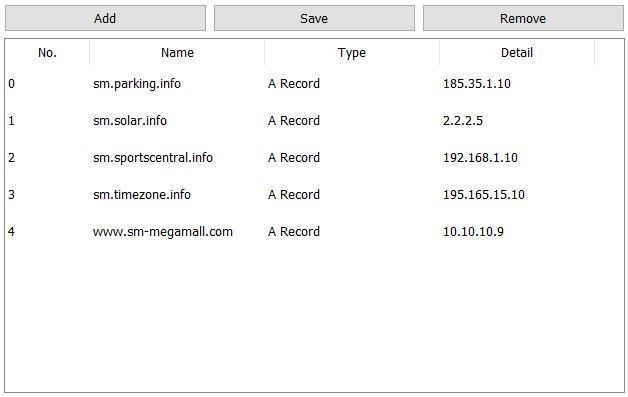 Add Save Remove
No. Name Type Detail
0 sm.parking.info A Record 185.35.1.10
1 sm.solar.info A Record 2.2.2.5
2 sm.sportscentral.info A Record 192.168.1.10
3 sm.timezone.info A Record 195.165.15.10
4 www.sm-megamall.com A Record 10.10.10.9